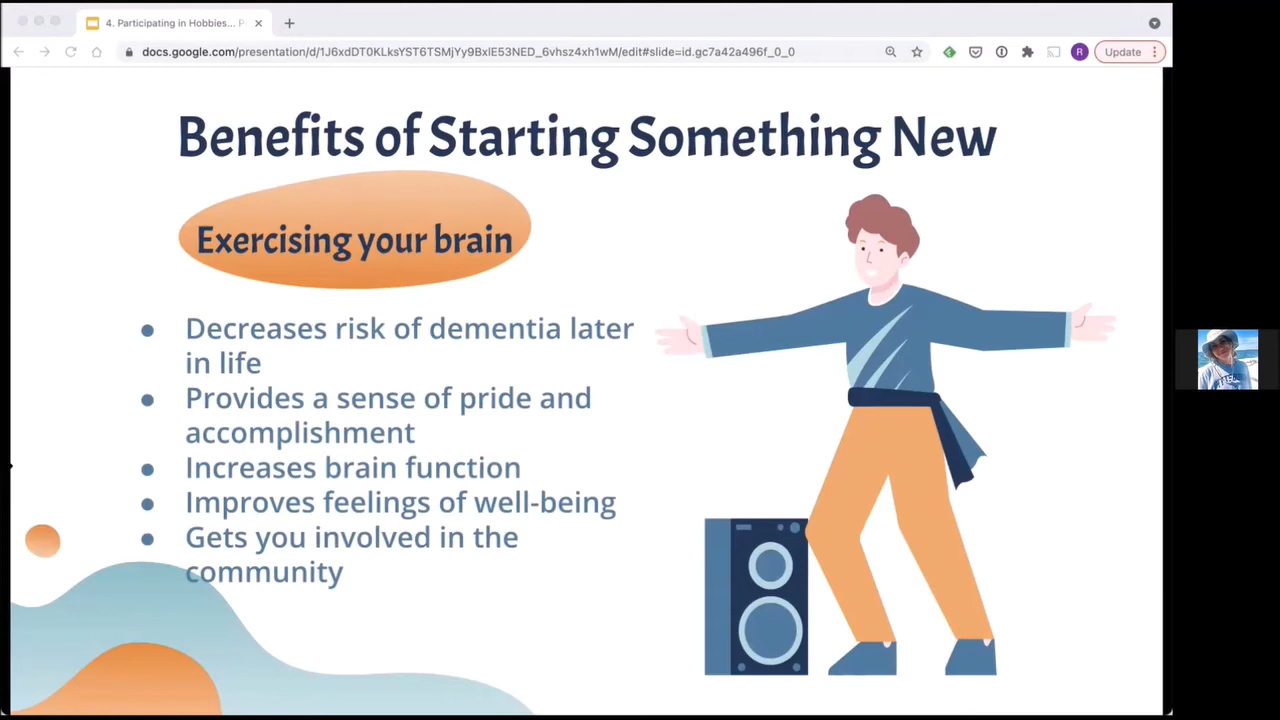 4. Participating in Hobbies... P
docs.google.com/presentation/d/1J6xdDT0KLksYST6TSMjYy9BxlE53NED_6vhsz4xh1wM/edit#slide=id.gc7a42a496f_0_0
R
Update
Benefits of Starting Something New
Exercising your brain
● Decreases risk of dementia later
in life
● Provides a sense of pride and
accomplishment
● Increases brain function
● Improves feelings of well-being
● Gets you involved in the
community